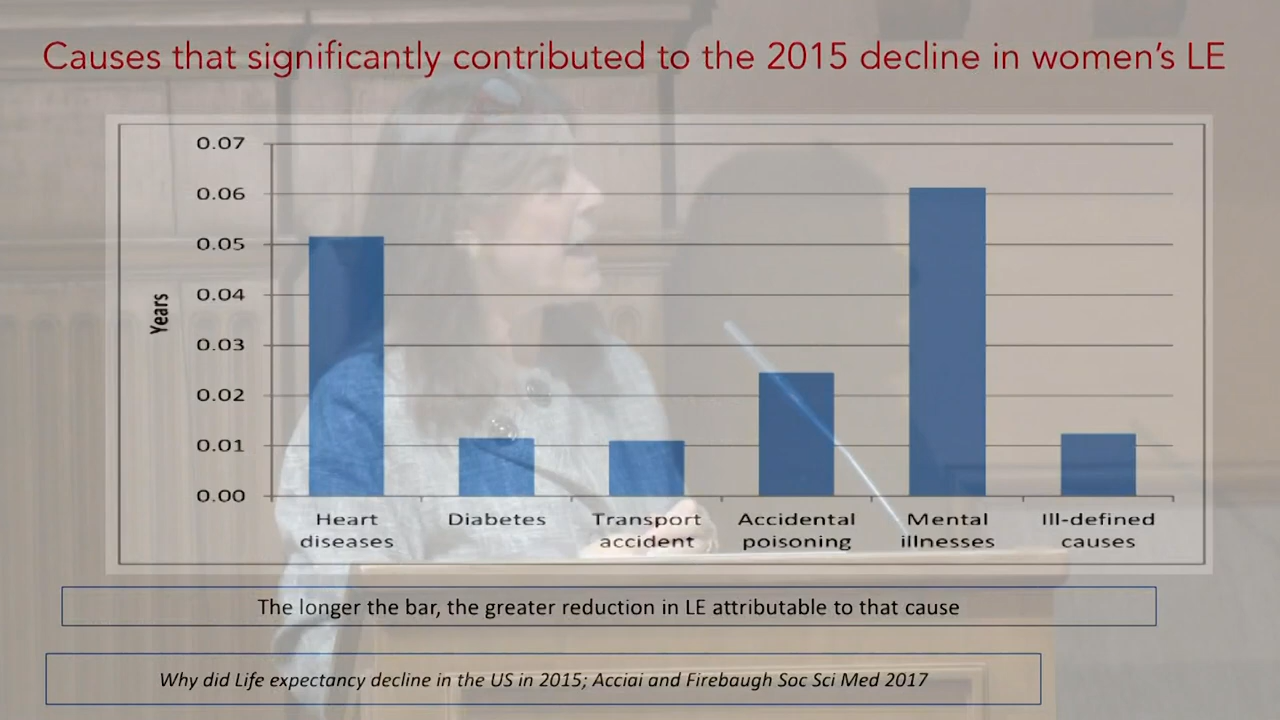 Causes that significantly contributed to the 2015 decline in women's LE
0.07
0.06
0.05
0.04
0.03
0.02
0.01
0.00
Years
Heart diseases
Diabetes
Transport accident
Accidental poisoning
Mental illnesses
Ill-defined causes
The longer the bar, the greater reduction in LE attributable to that cause
Why did Life expectancy decline in the US in 2015; Acciai and Firebaugh Soc Sci Med 2017